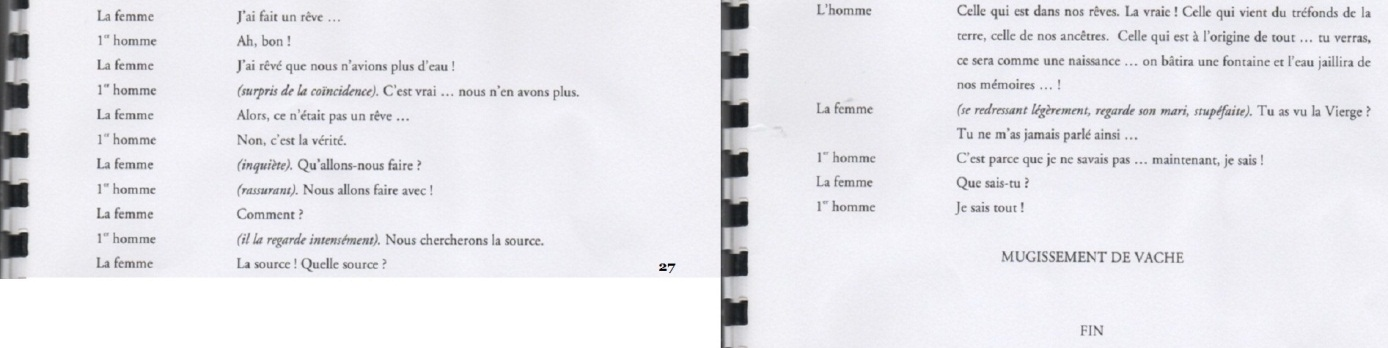 La femme J'ai fait un rêve …
1er homme Ah, bon !
La femme J'ai rêvé que nous n'avions plus d'eau !
1er homme (surpris de la coïncidence). C'est vrai … nous n'en avons plus.
La femme Alors, ce n'était pas un rêve …
1er homme Non, c'est la vérité.
La femme (inquiète). Qu'allons-nous faire ?
1er homme (rassurant). Nous allons faire avec !
La femme Comment ?
1er homme (il la regarde intensément). Nous chercherons la source.
La femme La source ! Quelle source ?
27
L'homme Celle qui est dans nos rêves. La vraie ! Celle qui vient du tréfonds de la
terre, celle de nos ancêtres. Celle qui est à l'origine de tout … tu verras,
ce sera comme une naissance … on bâtira une fontaine et l'eau jaillira de
nos mémoires … !
La femme (se redressant légèrement, regarde son mari, stupéfaite). Tu as vu la Vierge ?
Tu ne m'as jamais parlé ainsi …
1er homme C'est parce que je ne savais pas … maintenant, je sais !
La femme Que sais-tu ?
1er homme Je sais tout !
MUGISSEMENT DE VACHE
FIN